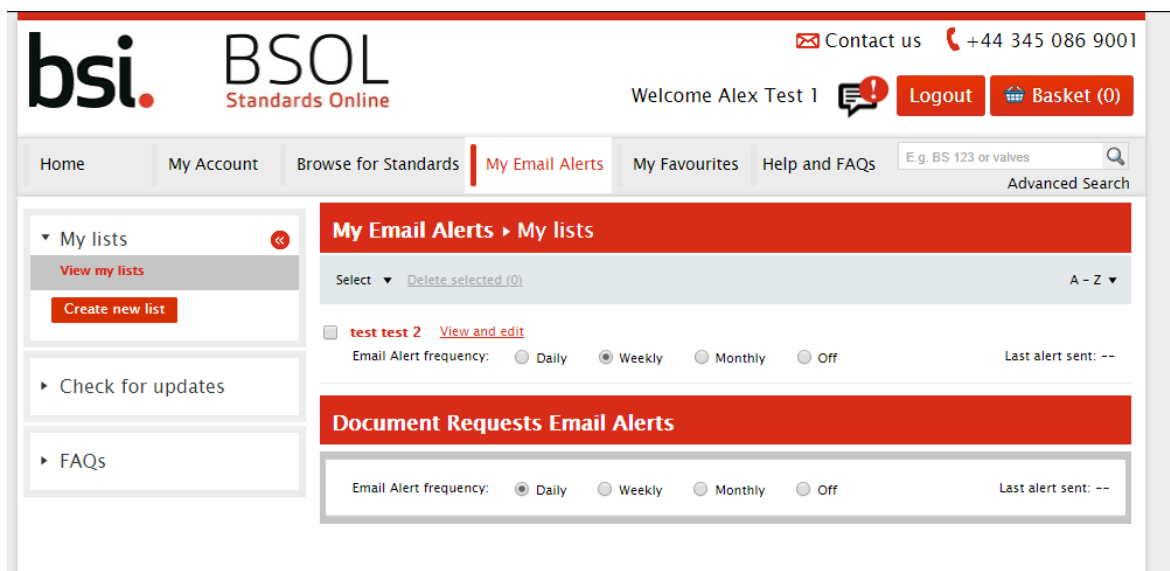 bsi.
BSOL
Standards Online
Contact us
+44 345 086 9001
Welcome Alex Test 1
Logout
Basket (0)
Home
My Account
Browse for Standards
My Email Alerts
My Favourites
Help and FAQs
E.g. BS 123 or valves
Advanced Search
My lists
View my lists
Create new list
Check for updates
FAQs
My Email Alerts ▸ My lists
Select ▼ Delete selected (0)
A - Z ▼
test test 2 View and edit
Email Alert frequency: Daily Weekly Monthly Off Last alert sent: --
Document Requests Email Alerts
Email Alert frequency: Daily Weekly Monthly Off Last alert sent: --